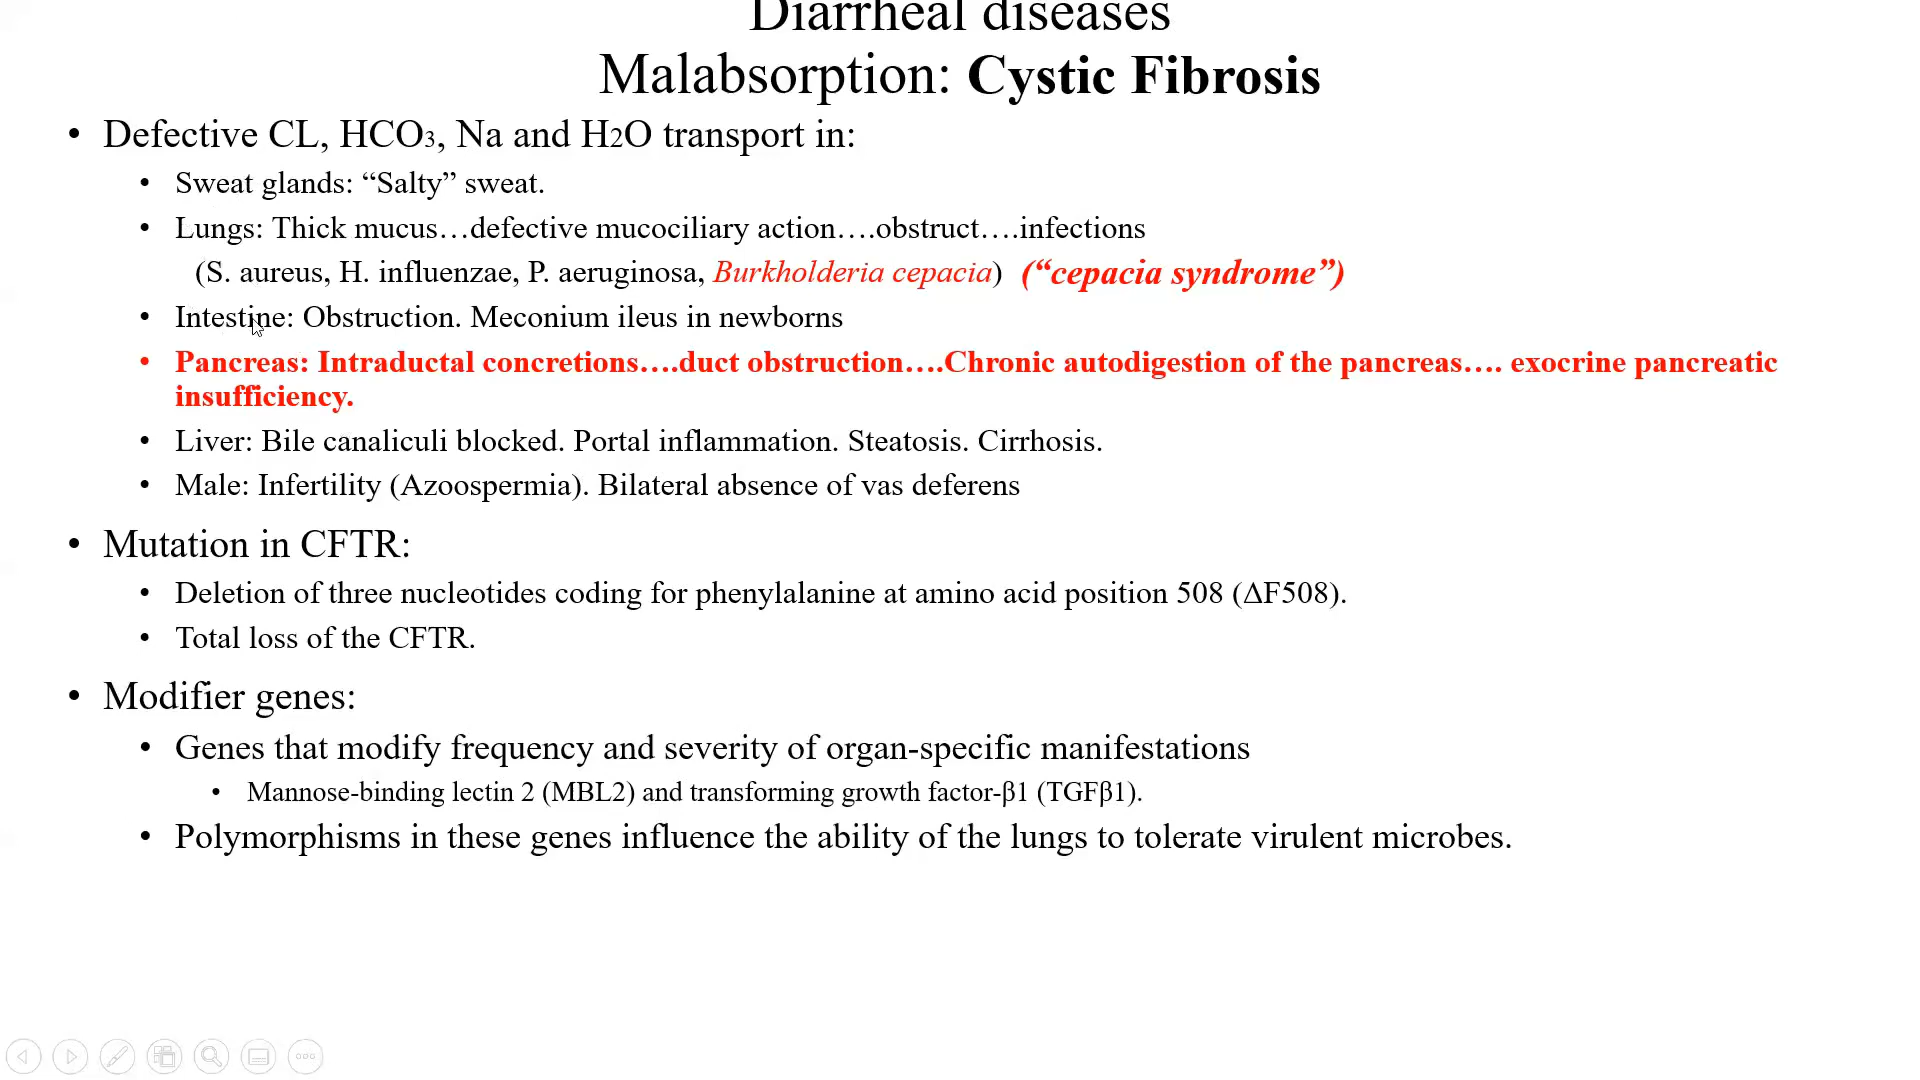 Diarrheal diseases
Malabsorption: Cystic Fibrosis
• Defective CL, HCO3, Na and H2O transport in:
• Sweat glands: “Salty” sweat.
• Lungs: Thick mucus…defective mucociliary action….obstruct….infections
(S. aureus, H. influenzae, P. aeruginosa, Burkholderia cepacia) (“cepacia syndrome”)
• Intestine: Obstruction. Meconium ileus in newborns
• Pancreas: Intraductal concretions….duct obstruction….Chronic autodigestion of the pancreas…. exocrine pancreatic
insufficiency.
• Liver: Bile canaliculi blocked. Portal inflammation. Steatosis. Cirrhosis.
• Male: Infertility (Azoospermia). Bilateral absence of vas deferens
• Mutation in CFTR:
• Deletion of three nucleotides coding for phenylalanine at amino acid position 508 (ΔF508).
• Total loss of the CFTR.
• Modifier genes:
• Genes that modify frequency and severity of organ-specific manifestations
• Mannose-binding lectin 2 (MBL2) and transforming growth factor-β1 (TGFβ1).
• Polymorphisms in these genes influence the ability of the lungs to tolerate virulent microbes.